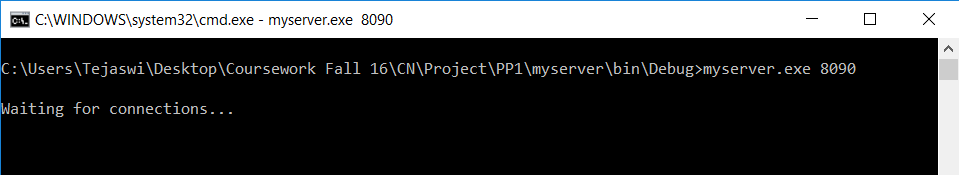 C:\WINDOWS\system32\cmd.exe - myserver.exe  8090
C:\Users\Tejaswi\Desktop\Coursework Fall 16\CN\Project\PP1\myserver\bin\Debug>myserver.exe 8090
Waiting for connections...